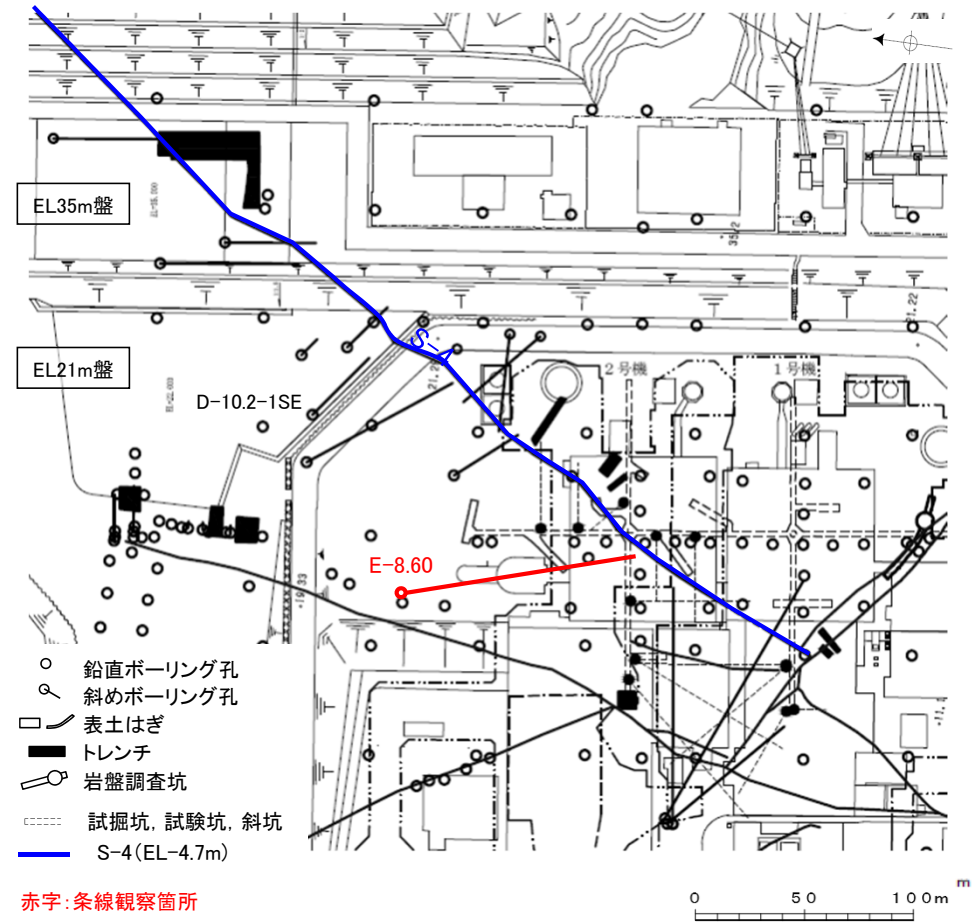 EL35m盤
35.2
21.22
EL21m盤
S-4
2号機
1号機
D-10.2-1SE
E-8.60
鉛直ボーリング孔
斜めボーリング孔
表土はぎ
トレンチ
岩盤調査坑
試掘坑, 試験坑, 斜坑
S-4(EL-4.7m)
赤字:条線観察箇所
m
0 50 100m